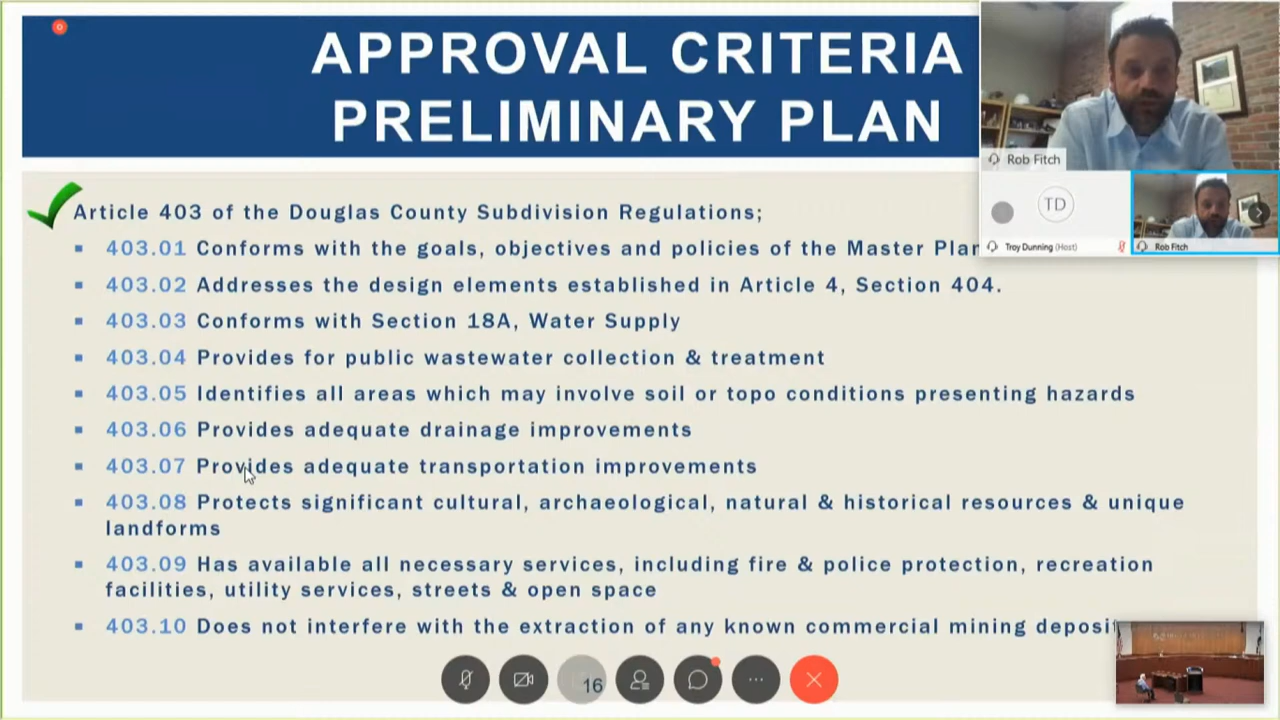 APPROVAL CRITERIA
PRELIMINARY PLAN
Rob Fitch
TD
Troy Dunning (Host)
Rob Fitch
Article 403 of the Douglas County Subdivision Regulations;
403.01 Conforms with the goals, objectives and policies of the Master Plan
403.02 Addresses the design elements established in Article 4, Section 404.
403.03 Conforms with Section 18A, Water Supply
403.04 Provides for public wastewater collection & treatment
403.05 Identifies all areas which may involve soil or topo conditions presenting hazards
403.06 Provides adequate drainage improvements
403.07 Provides adequate transportation improvements
403.08 Protects significant cultural, archaeological, natural & historical resources & unique
landforms
403.09 Has available all necessary services, including fire & police protection, recreation
facilities, utility services, streets & open space
403.10 Does not interfere with the extraction of any known commercial mining
16